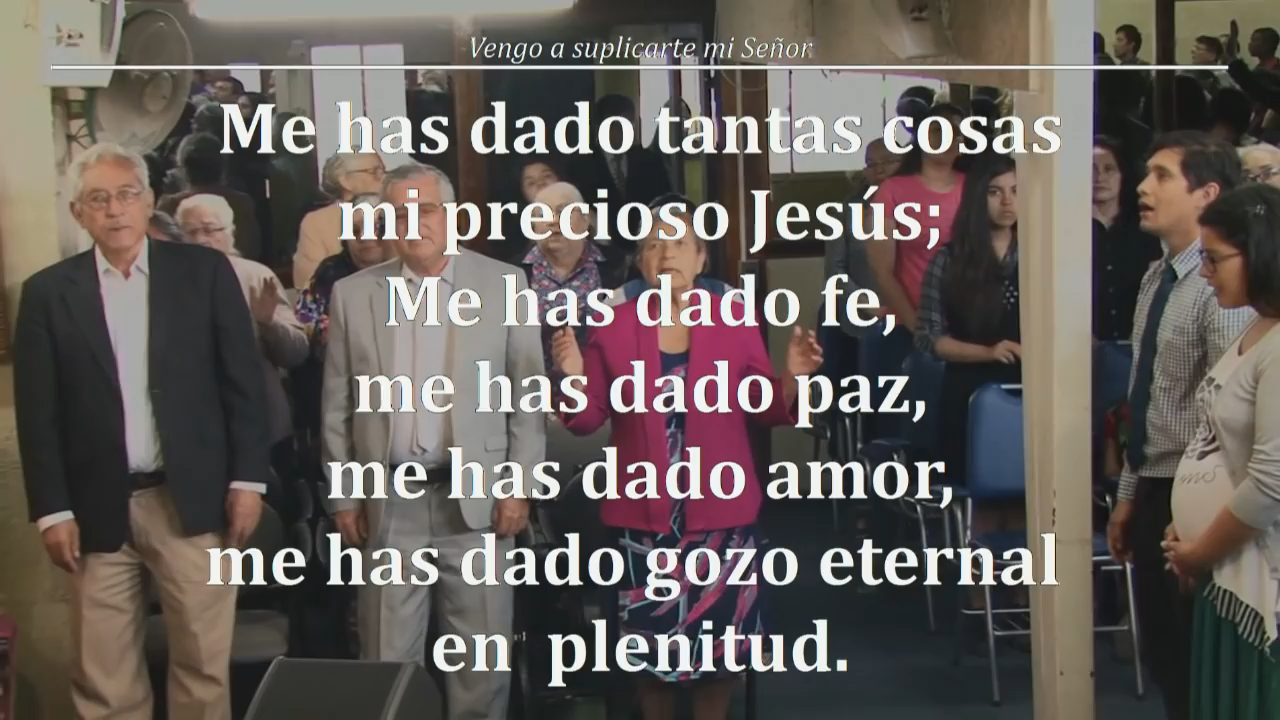 Vengo a suplicarte mi Señor
Me has dado tantas cosas
mi precioso Jesús;
Me has dado fe,
me has dado paz,
me has dado amor,
me has dado gozo eternal
en plenitud.